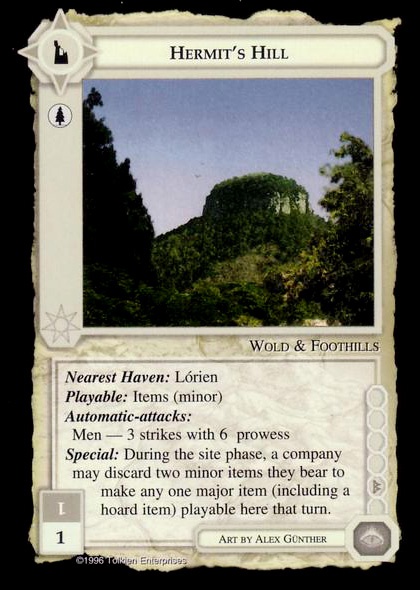 Hermit's Hill
Wold & Foothills
Nearest Haven: Lórien
Playable: Items (minor)
Automatic-attacks:
Men — 3 strikes with 6 prowess
Special: During the site phase, a company
may discard two minor items they bear to
make any one major item (including a
hoard item) playable here that turn.
1
1
Art by Alex Günther
©1996 Tolkien Enterprises